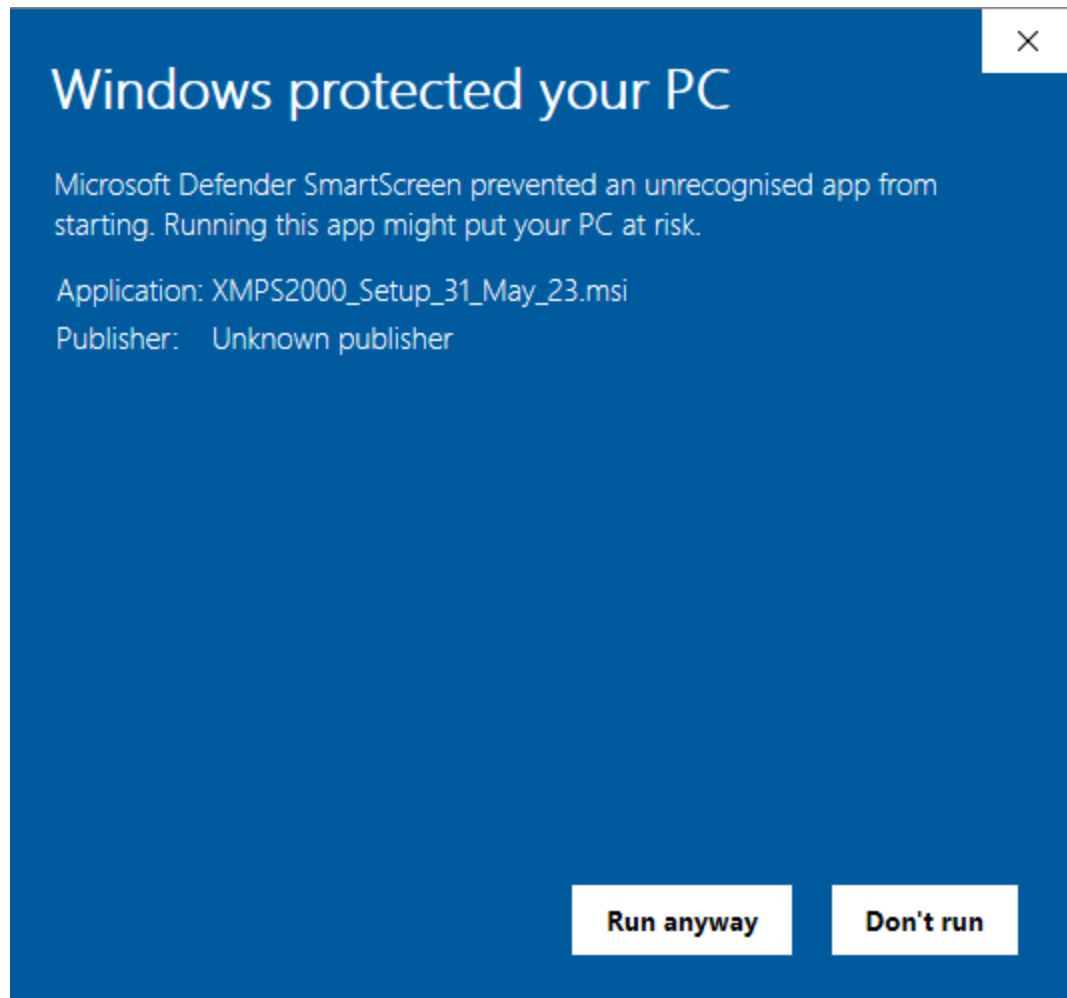 Windows protected your PC
Microsoft Defender SmartScreen prevented an unrecognised app from
starting. Running this app might put your PC at risk.
Application: XMPS2000_Setup_31_May_23.msi
Publisher: Unknown publisher
Run anyway
Don't run